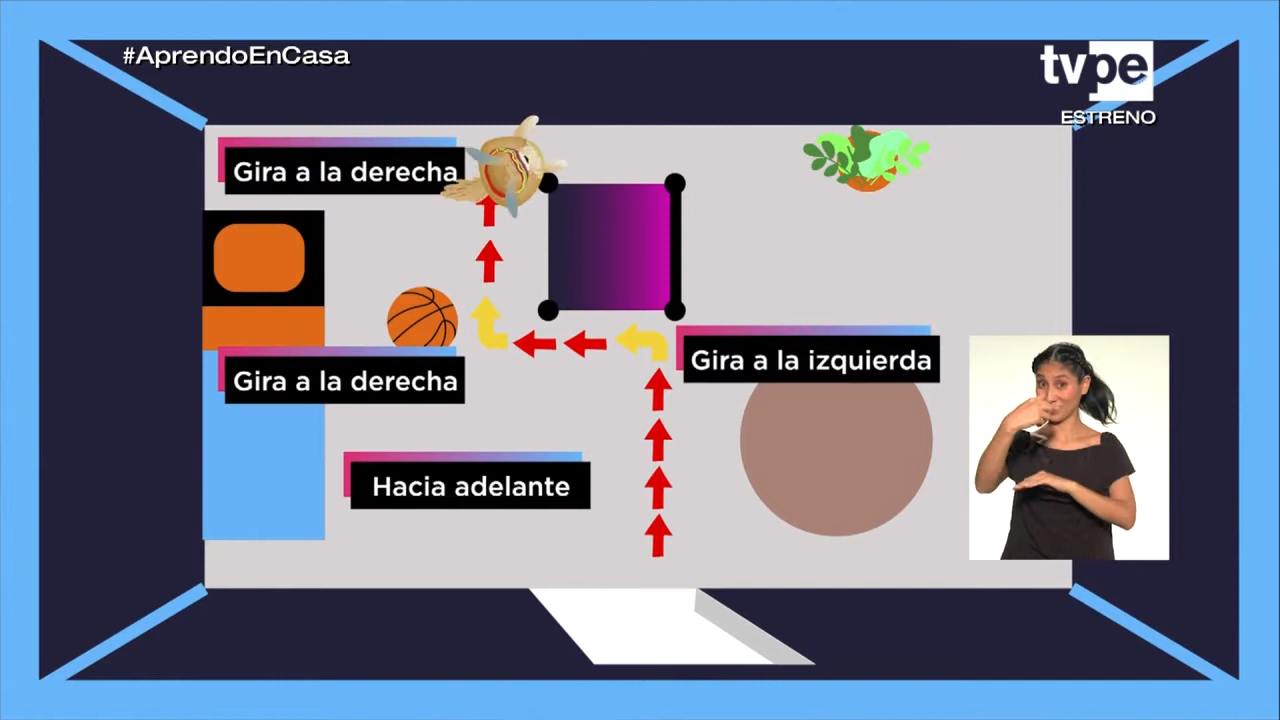 #AprendoEnCasa
tvpe
ESTRENO
Gira a la derecha
Gira a la izquierda
Gira a la derecha
Hacia adelante